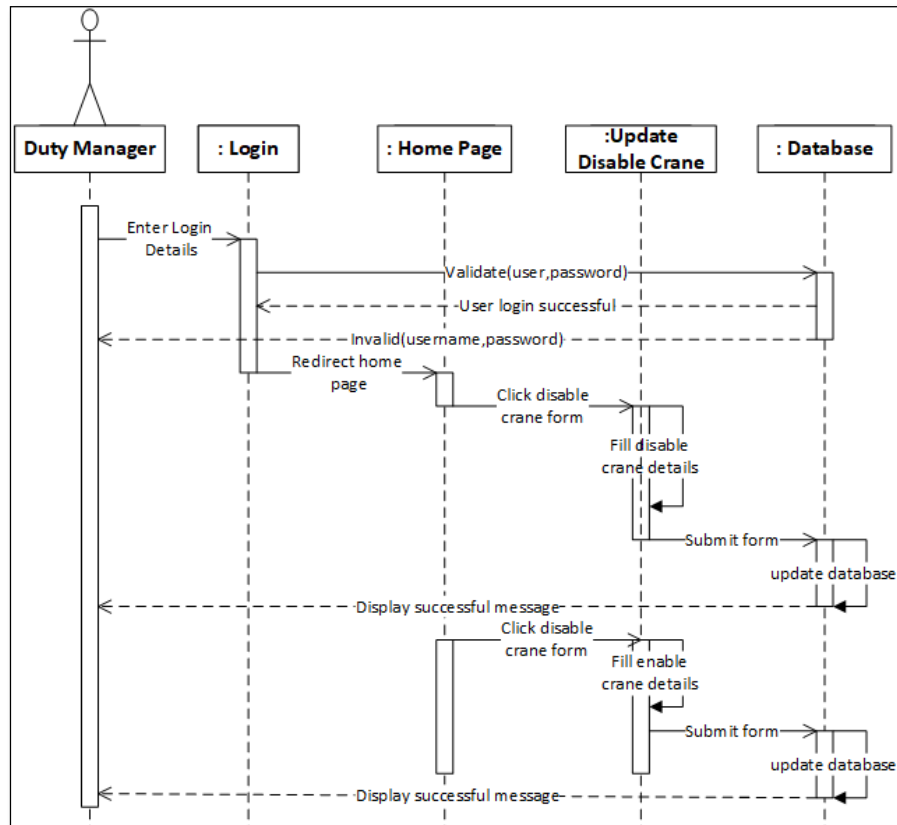 Duty Manager
: Login
: Home Page
:Update
Disable Crane
: Database
Enter Login
Details
Validate(user,password)
User login successful
Invalid(username,password)
Redirect home
page
Click disable
crane form
Fill disable
crane details
Submit form
update database
Display successful message
Click disable
crane form
Fill enable
crane details
Submit form
update database
Display successful message